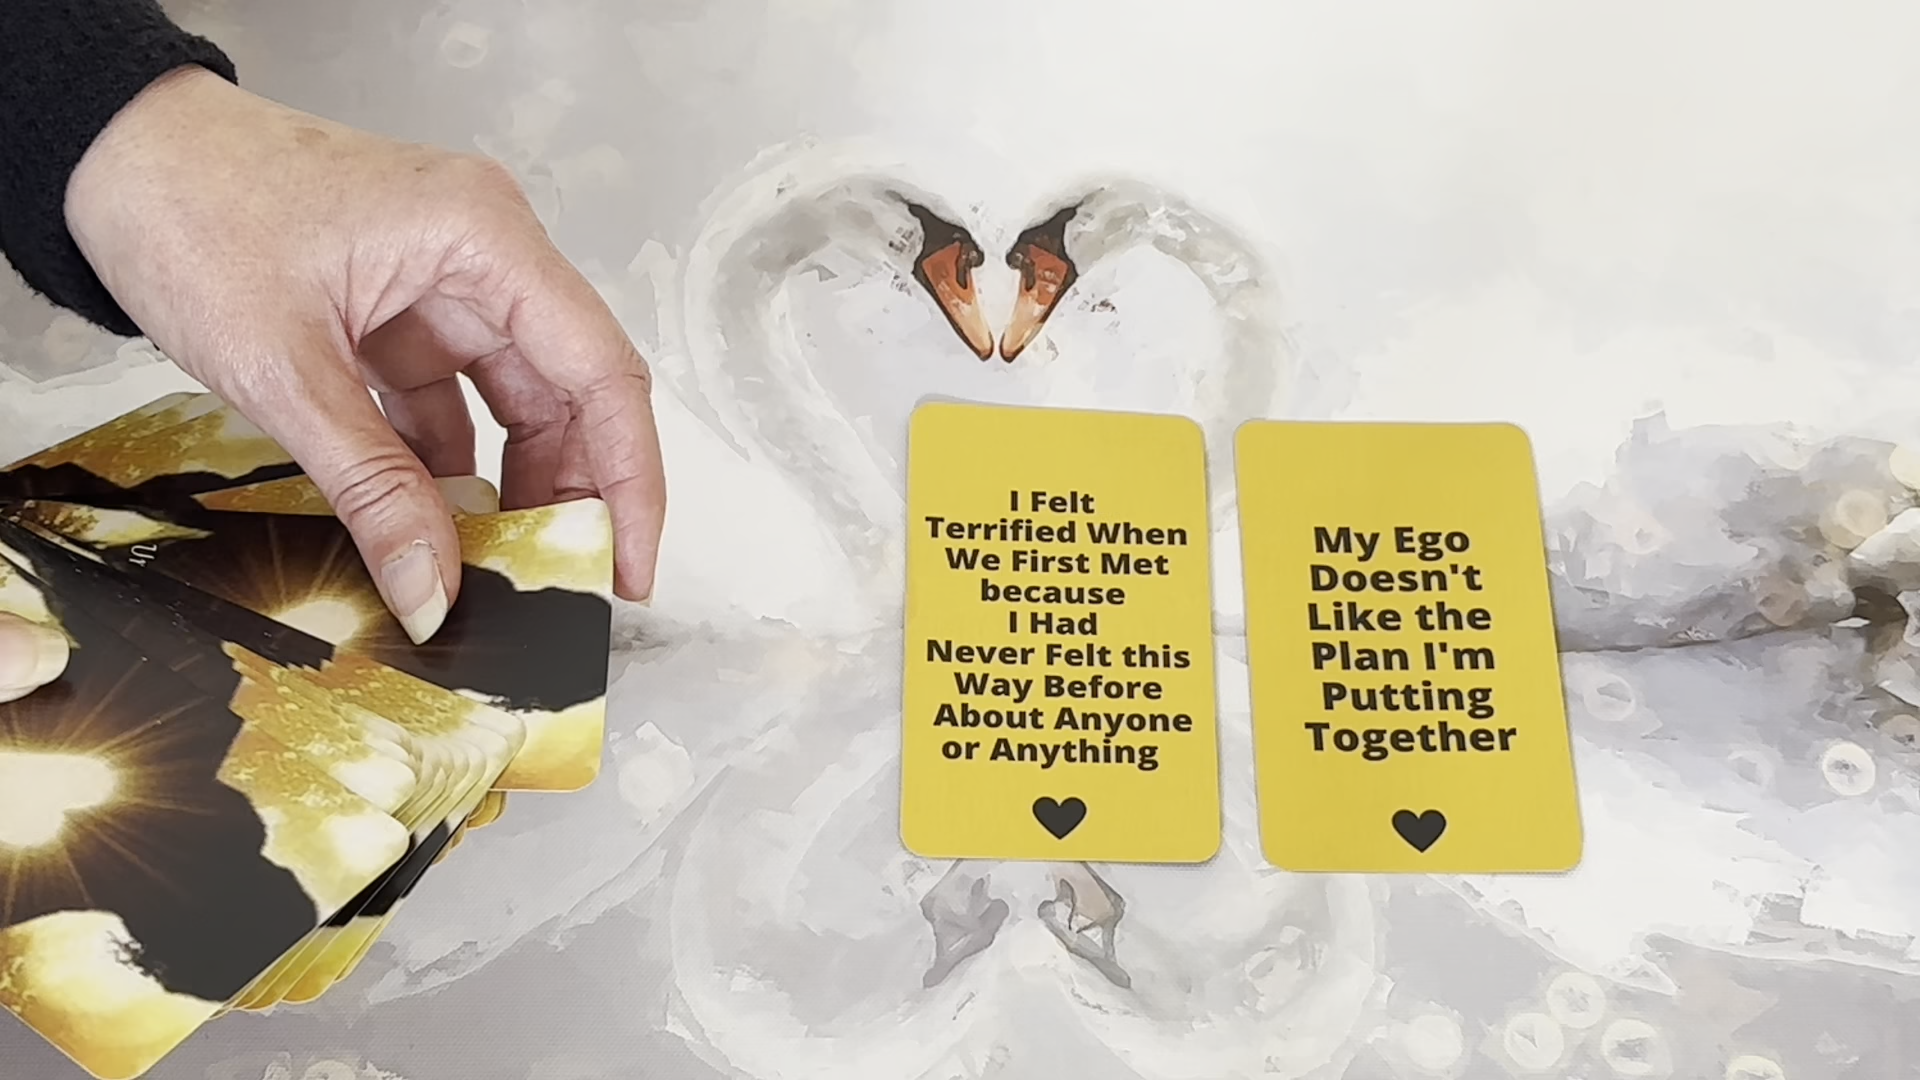 I Felt
Terrified When
We First Met
because
I Had
Never Felt this
Way Before
About Anyone
or Anything
My Ego
Doesn't
Like the
Plan I'm
Putting
Together